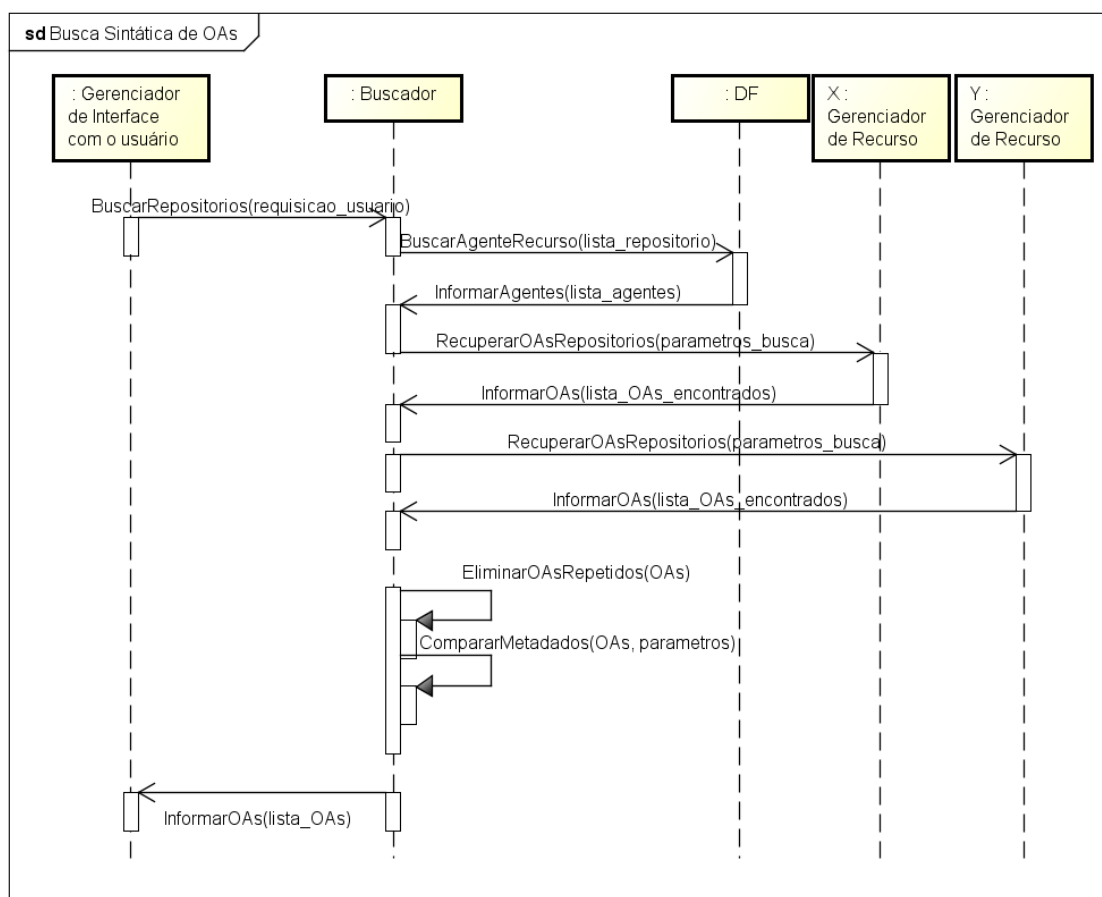 sd Busca Sintática de OAs
: Gerenciador
de Interface
com o usuário
: Buscador
: DF
X :
Gerenciador
de Recurso
Y :
Gerenciador
de Recurso
BuscarRepositorios(requisicao_usuario)
BuscarAgenteRecurso(lista_repositorio)
InformarAgentes(lista_agentes)
RecuperarOAsRepositorios(parametros_busca)
InformarOAs(lista_OAs_encontrados)
RecuperarOAsRepositorios(parametros_busca)
InformarOAs(lista_OAs_encontrados)
EliminarOAsRepetidos(OAs)
CompararMetadados(OAs, parametros)
InformarOAs(lista_OAs)